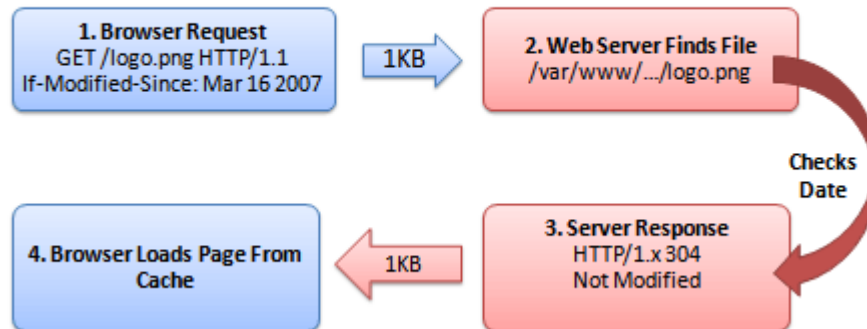 1. Browser Request
GET /logo.png HTTP/1.1
If-Modified-Since: Mar 16 2007
1KB
2. Web Server Finds File
/var/www/.../logo.png
Checks
Date
3. Server Response
HTTP/1.x 304
Not Modified
1KB
4. Browser Loads Page From
Cache